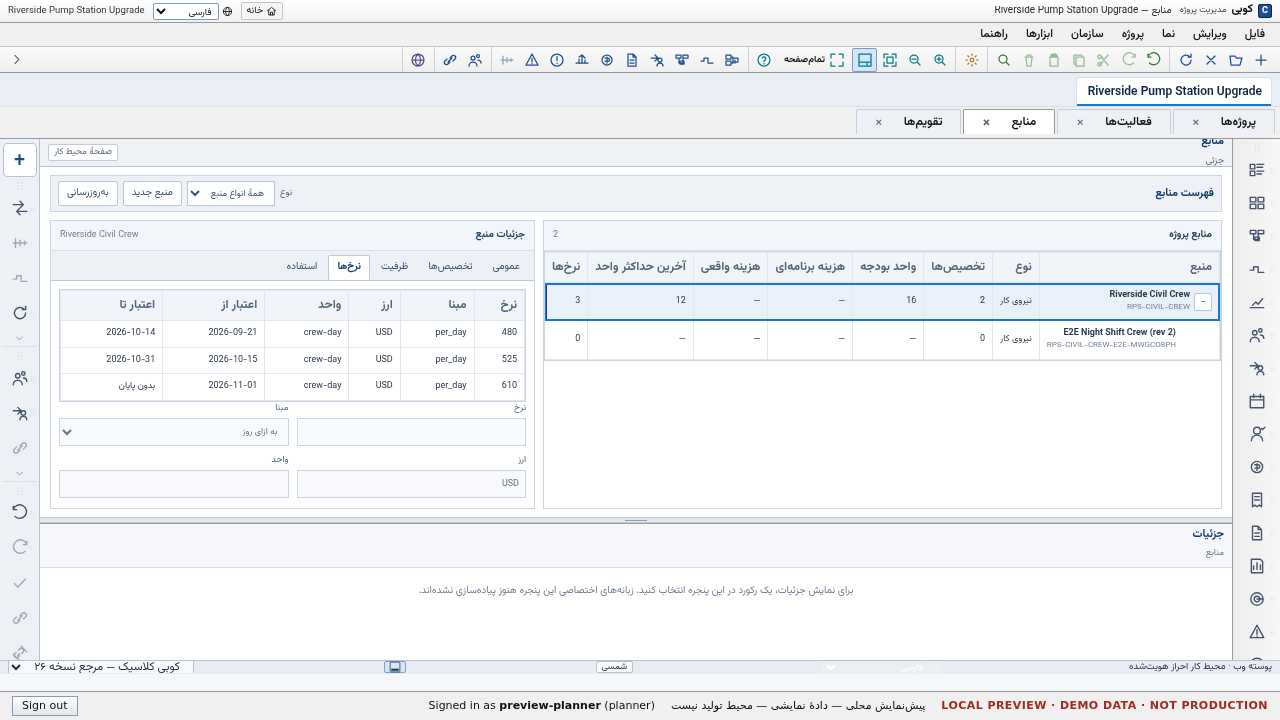 C کوبی مدیریت پروژه منابع — Riverside Pump Station Upgrade
خانه
فارسی
Riverside Pump Station Upgrade
فایل ویرایش نما پروژه سازمان ابزارها راهنما
تمام‌صفحه
Riverside Pump Station Upgrade
پروژه‌ها ×
فعالیت‌ها ×
منابع ×
تقویم‌ها ×
منابع
جزئی
صفحهٔ محیط کار
فهرست منابع
نوع
همهٔ انواع منبع
منبع جدید
به‌روزرسانی
منابع پروژه
2
منبع نوع تخصیص‌ها واحد بودجه هزینه برنامه‌ای هزینه واقعی آخرین حداکثر واحد نرخ‌ها
Riverside Civil Crew
RPS-CIVIL-CREW
نیروی کار 2 16 — — 12 3
E2E Night Shift Crew (rev 2)
RPS-CIVIL-CREW-E2E-MWGCO8PH
نیروی کار 0 — — — — 0
جزئیات منبع
Riverside Civil Crew
عمومی تخصیص‌ها ظرفیت نرخ‌ها استفاده
نرخ مبنا ارز واحد اعتبار از اعتبار تا
480 per_day USD crew-day 2026-09-21 2026-10-14
525 per_day USD crew-day 2026-10-15 2026-10-31
610 per_day USD crew-day 2026-11-01 بدون پایان
نرخ
مبنا
به ازای روز
ارز
USD
واحد
جزئیات
منابع
برای نمایش جزئیات، یک رکورد در این پنجره انتخاب کنید. زبانه‌های اختصاصی این پنجره هنوز پیاده‌سازی نشده‌اند.
پوسته وب · محیط کار احراز هویت‌شده
فارسی
شمسی
کوبی کلاسیک — مرجع نسخه ۲۶
LOCAL PREVIEW · DEMO DATA · NOT PRODUCTION
پیش‌نمایش محلی — دادهٔ نمایشی — محیط تولید نیست
Signed in as preview-planner (planner)
Sign out